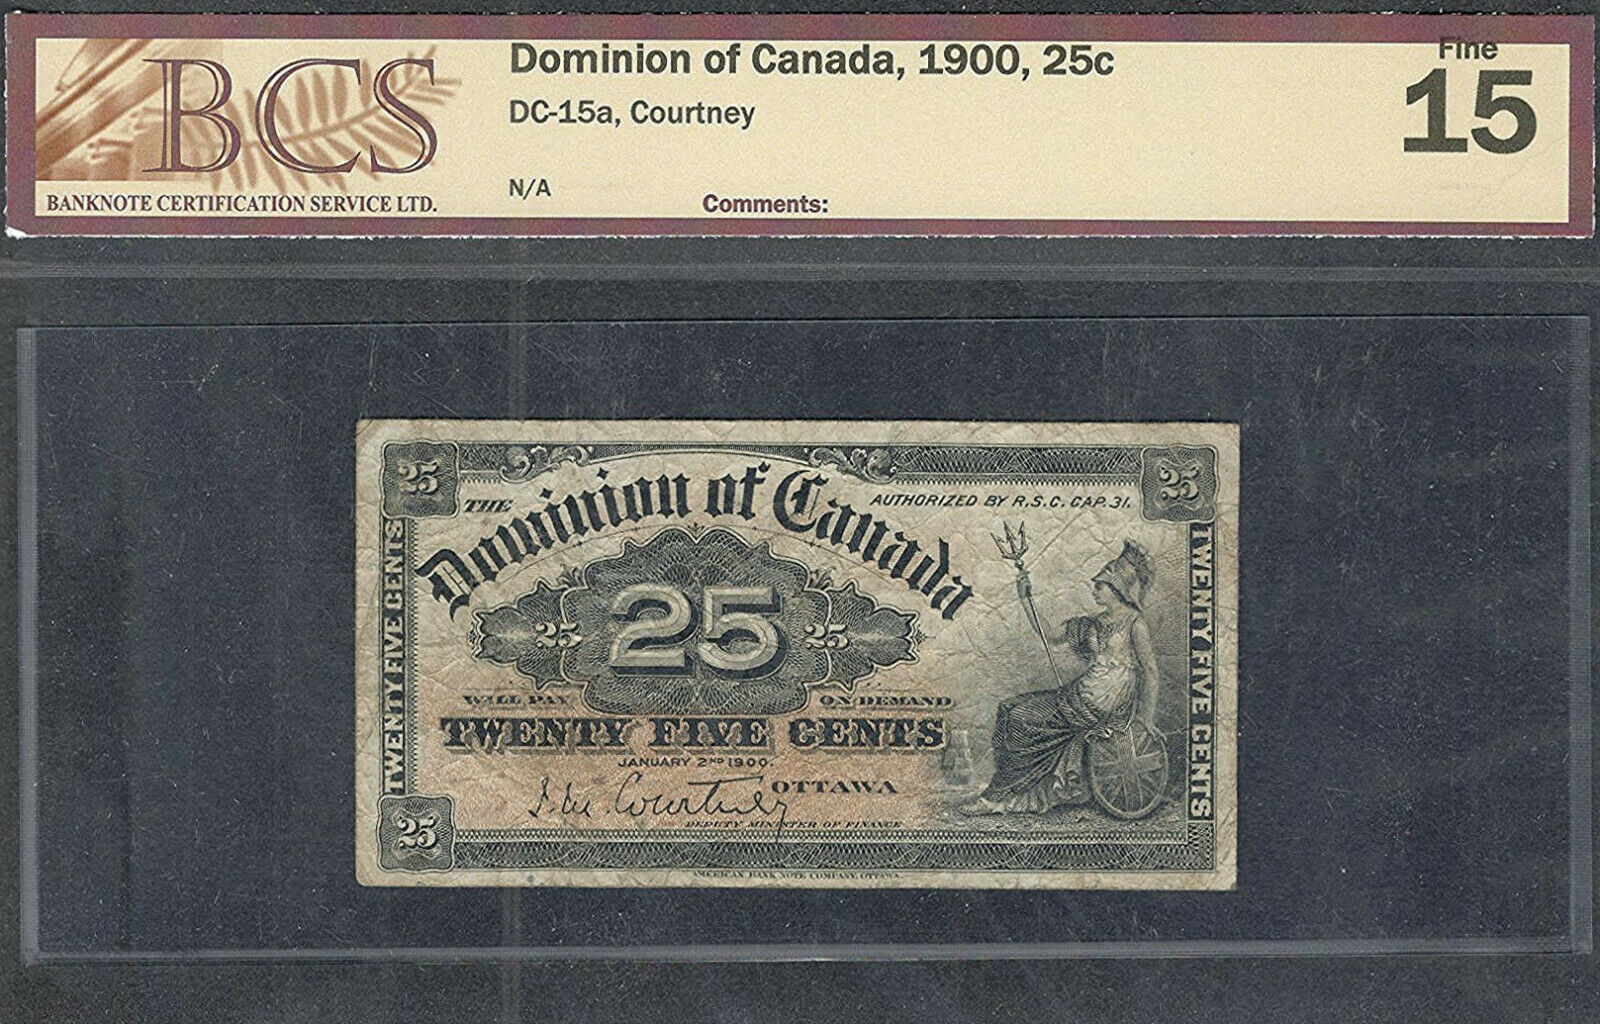 BCS
BANKNOTE CERTIFICATION SERVICE LTD.
Dominion of Canada, 1900, 25c
DC-15a, Courtney
N/A
Comments:
Fine
15
25
25
THE
Dominion of Canada
AUTHORIZED BY R.S.C. CAP. 31.
TWENTY FIVE CENTS
25
25
25
TWENTY FIVE CENTS
WILL PAY
ON DEMAND
TWENTY FIVE CENTS
JANUARY 2ND 1900.
OTTAWA
J. M. Courtney
DEPUTY MINISTER OF FINANCE
25
AMERICAN BANK NOTE COMPANY, OTTAWA.